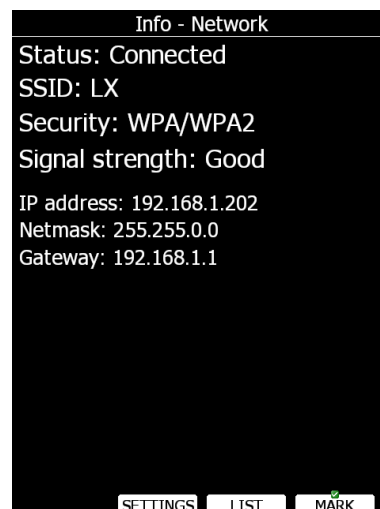 Info - Network
Status: Connected
SSID: LX
Security: WPA/WPA2
Signal strength: Good
IP address: 192.168.1.202
Netmask: 255.255.0.0
Gateway: 192.168.1.1
SETTINGS LIST MARK